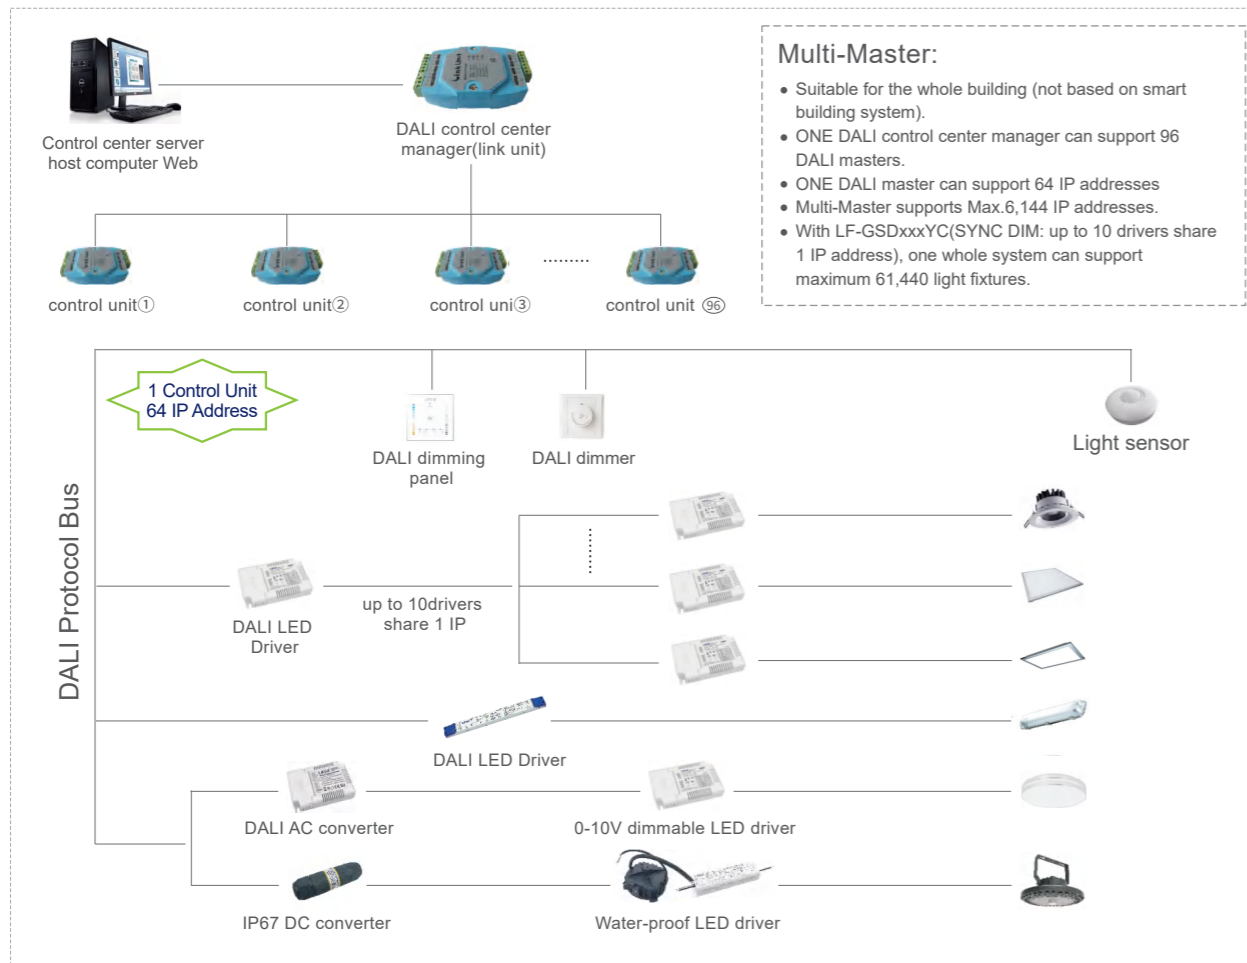 Control center server
host computer Web
DALI control center
manager(link unit)
Multi-Master:
• Suitable for the whole building (not based on smart
building system).
• ONE DALI control center manager can support 96
DALI masters.
• ONE DALI master can support 64 IP addresses
• Multi-Master supports Max.6,144 IP addresses.
• With LF-GSDxxxYC(SYNC DIM: up to 10 drivers share
1 IP address), one whole system can support
maximum 61,440 light fixtures.
control unit①
control unit②
control uni③
control unit 96
1 Control Unit
64 IP Address
DALI dimming
panel
DALI dimmer
Light sensor
DALI Protocol Bus
DALI LED
Driver
up to 10drivers
share 1 IP
DALI LED Driver
DALI AC converter
0-10V dimmable LED driver
IP67 DC converter
Water-proof LED driver